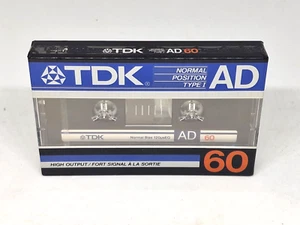 TDK AD 60
TDK
NORMAL
POSITION
TYPE I
AD
TDK
AD 60
60
HIGH OUTPUT / FORT SIGNAL À LA SORTIE